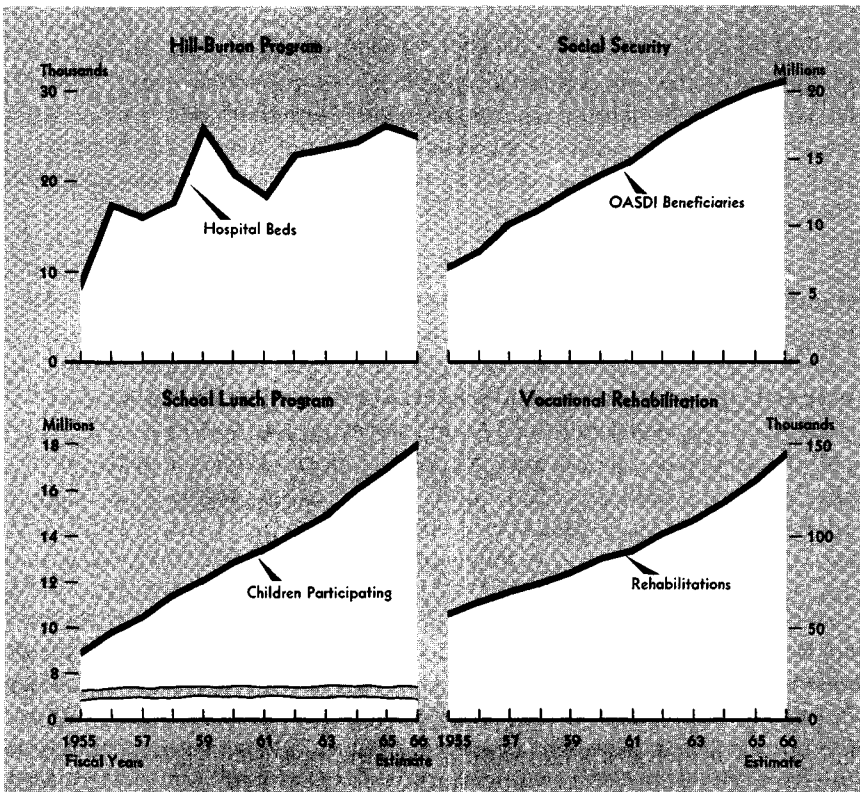 Hill-Burton Program
Thousands
30
20
10
0
Hospital Beds
Social Security
Millions
20
15
10
5
0
OASDI Beneficiaries
School Lunch Program
Millions
18
16
14
12
10
8
0
Children Participating
1955 57 59 61 63 65 66
Fiscal Years Estimate
Vocational Rehabilitation
Thousands
150
100
50
0
Rehabilitations
1955 57 59 61 63 65 66
Estimate